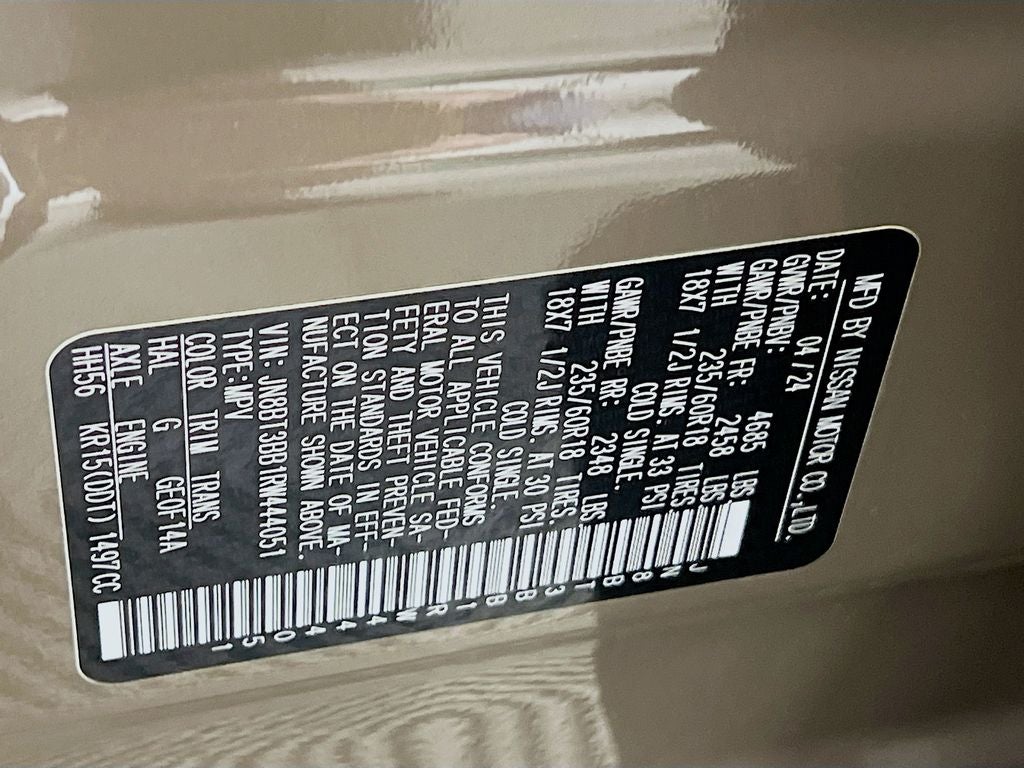 MFD BY NISSAN MOTOR CO.,LTD.
DATE: 04/24
GVWR/PNBV: 4685 LBS
GAWR/PNBE FR: 2458 LBS
WITH 235/60R18 TIRES
18X7 1/2J RIMS. AT 33 PSI
COLD SINGLE.
GAWR/PNBE RR: 2348 LBS
WITH 235/60R18 TIRES.
18X7 1/2J RIMS. AT 30 PSI
COLD SINGLE.
THIS VEHICLE CONFORMS
TO ALL APPLICABLE FED-
ERAL MOTOR VEHICLE SA-
FETY AND THEFT PREVEN-
TION STANDARDS IN EFF-
ECT ON THE DATE OF MA-
NUFACTURE SHOWN ABOVE.
VIN: JN8BT3BB1RW444051
TYPE:MPV
COLOR TRIM TRANS
HAL G GE0F14A
AXLE ENGINE
HH56 KR15(DDT) 1497CC
JN8BT3BB1RW444051